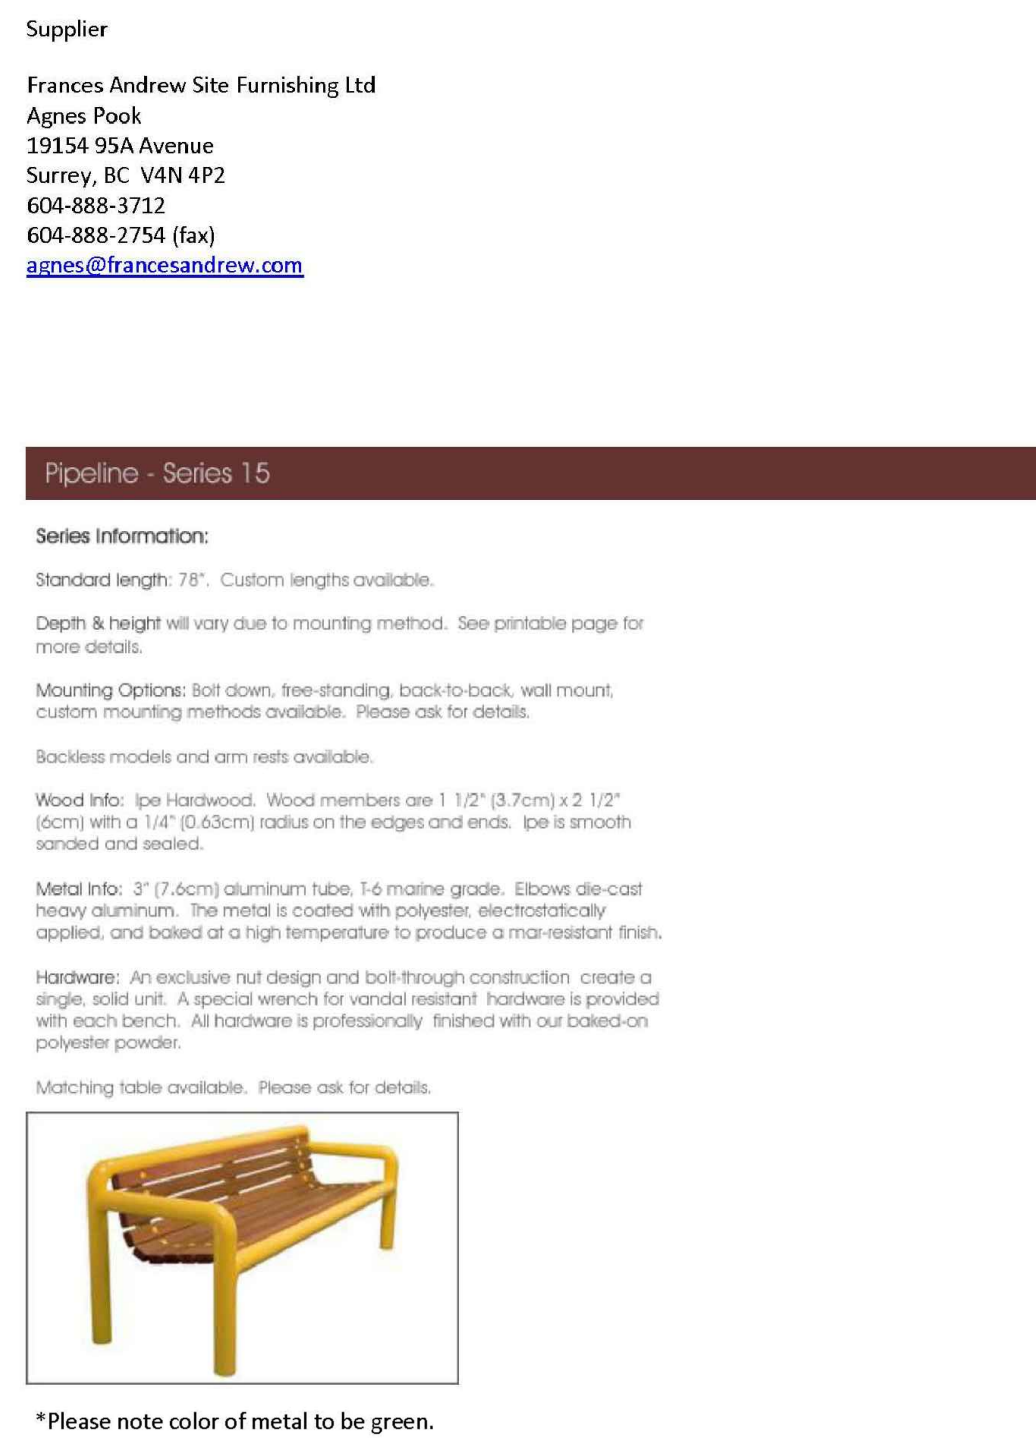 Supplier
Frances Andrew Site Furnishing Ltd
Agnes Pook
19154 95A Avenue
Surrey, BC  V4N 4P2
604-888-3712
604-888-2754 (fax)
agnes@francesandrew.com
Pipeline - Series 15
Series Information:
Standard length: 78".  Custom lengths available.
Depth & height will vary due to mounting method.  See printable page for
more details.
Mounting Options: Bolt down, free-standing, back-to-back, wall mount,
custom mounting methods available.  Please ask for details.
Backless models and arm rests available.
Wood Info:  Ipe Hardwood.  Wood members are 1 1/2" (3.7cm) x 2 1/2"
(6cm) with a 1/4" (0.63cm) radius on the edges and ends.  Ipe is smooth
sanded and sealed.
Metal Info:  3" (7.6cm) aluminum tube, T-6 marine grade.  Elbows die-cast
heavy aluminum.  The metal is coated with polyester, electrostatically
applied, and baked at a high temperature to produce a mar-resistant finish.
Hardware:  An exclusive nut design and bolt-through construction  create a
single, solid unit.  A special wrench for vandal resistant  hardware is provided
with each bench.  All hardware is professionally  finished with our baked-on
polyester powder.
Matching table available.  Please ask for details.
*Please note color of metal to be green.